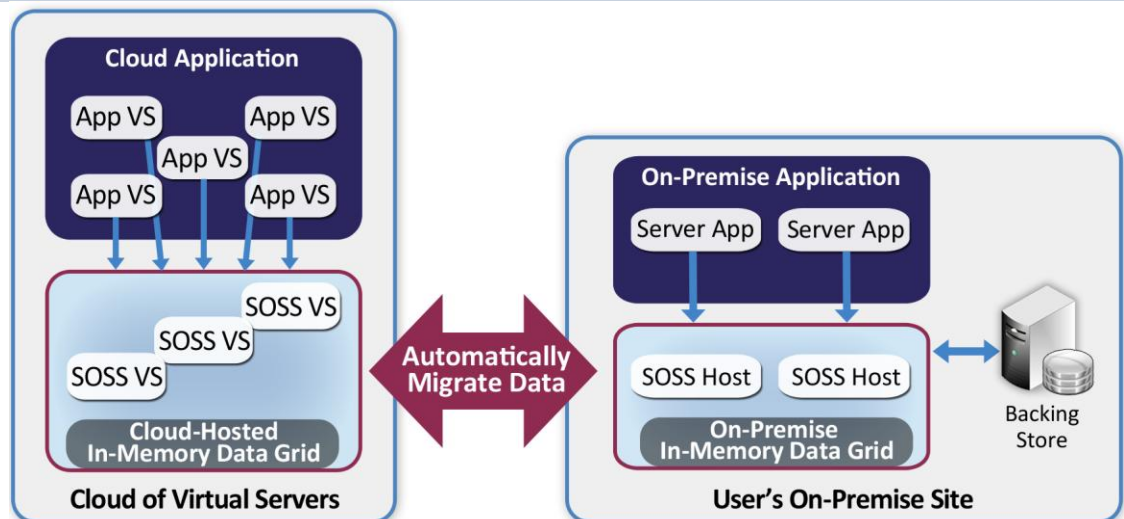 Cloud Application
App VS
App VS
App VS
App VS
App VS
SOSS VS
SOSS VS
SOSS VS
Cloud-Hosted
In-Memory Data Grid
Cloud of Virtual Servers
Automatically
Migrate Data
On-Premise Application
Server App
Server App
SOSS Host
SOSS Host
On-Premise
In-Memory Data Grid
Backing
Store
User's On-Premise Site